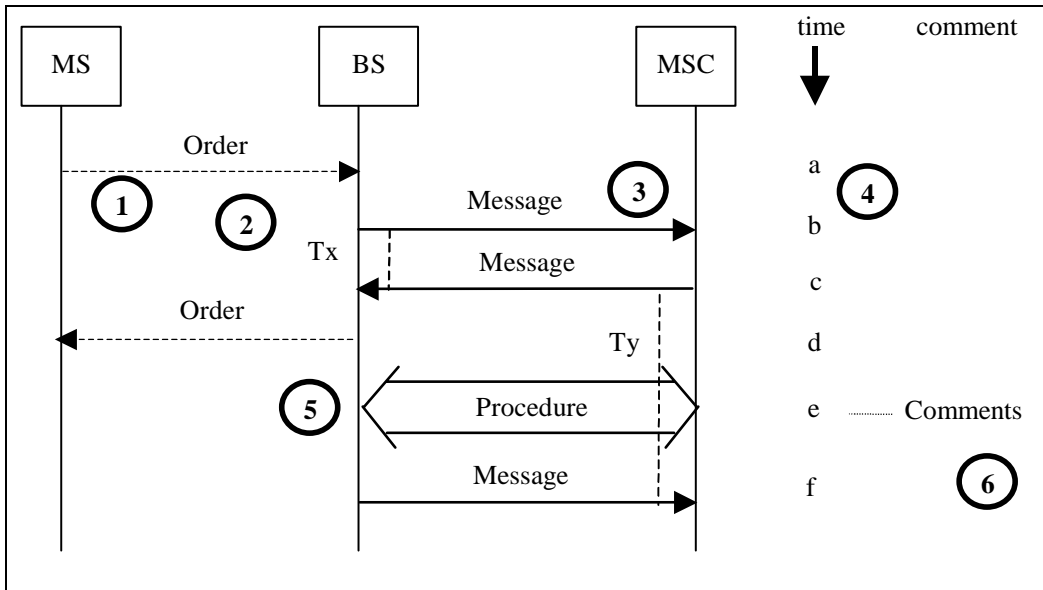 time comment
MS BS MSC
Order
a
1 2 3 4
Message
b
Tx
Message
c
Order
Ty
d
5 Procedure e Comments
Message
f 6